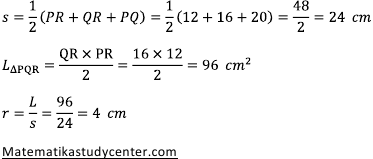 s = 1/2 (PR + QR + PQ) = 1/2 (12 + 16 + 20) = 48/2 = 24 cm
L∆PQR = QR × PR / 2 = 16 × 12 / 2 = 96 cm²
r = L/s = 96/24 = 4 cm
Matematikastudycenter.com